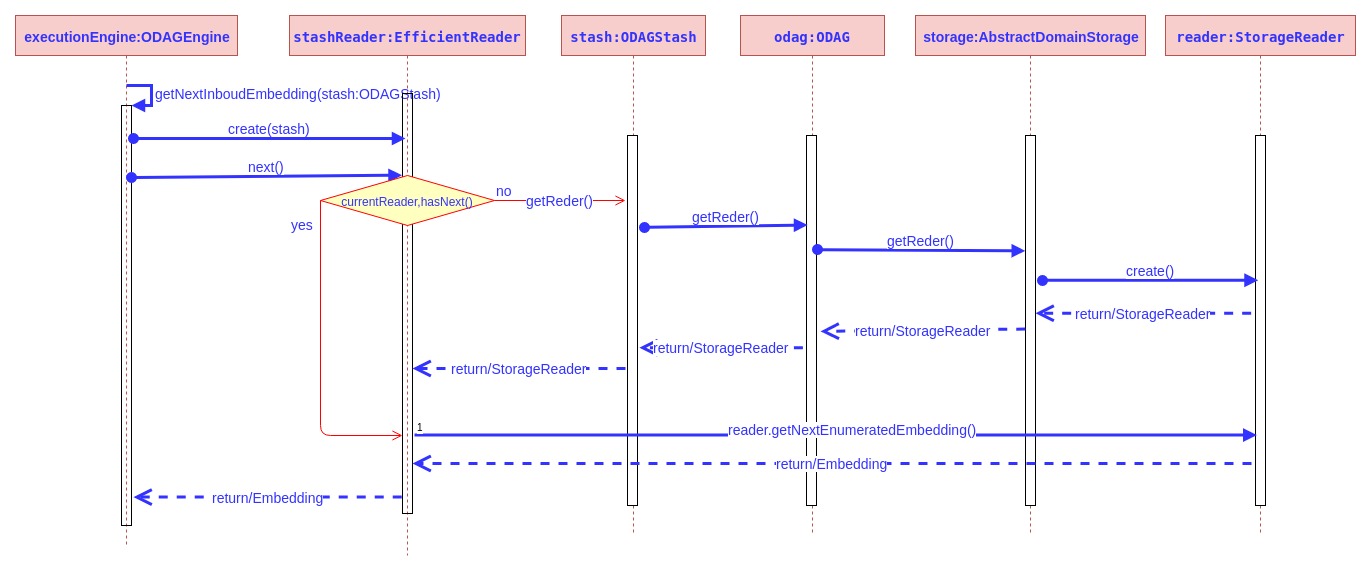 executionEngine:ODAGEngine
stashReader:EfficientReader
stash:ODAGStash
odag:ODAG
storage:AbstractDomainStorage
reader:StorageReader
getNextInboudEmbedding(stash:ODAGStash)
create(stash)
next()
currentReader,hasNext()
no
getReder()
yes
getReder()
getReder()
create()
return/StorageReader
return/StorageReader
return/StorageReader
return/StorageReader
1
reader.getNextEnumeratedEmbedding()
return/Embedding
return/Embedding